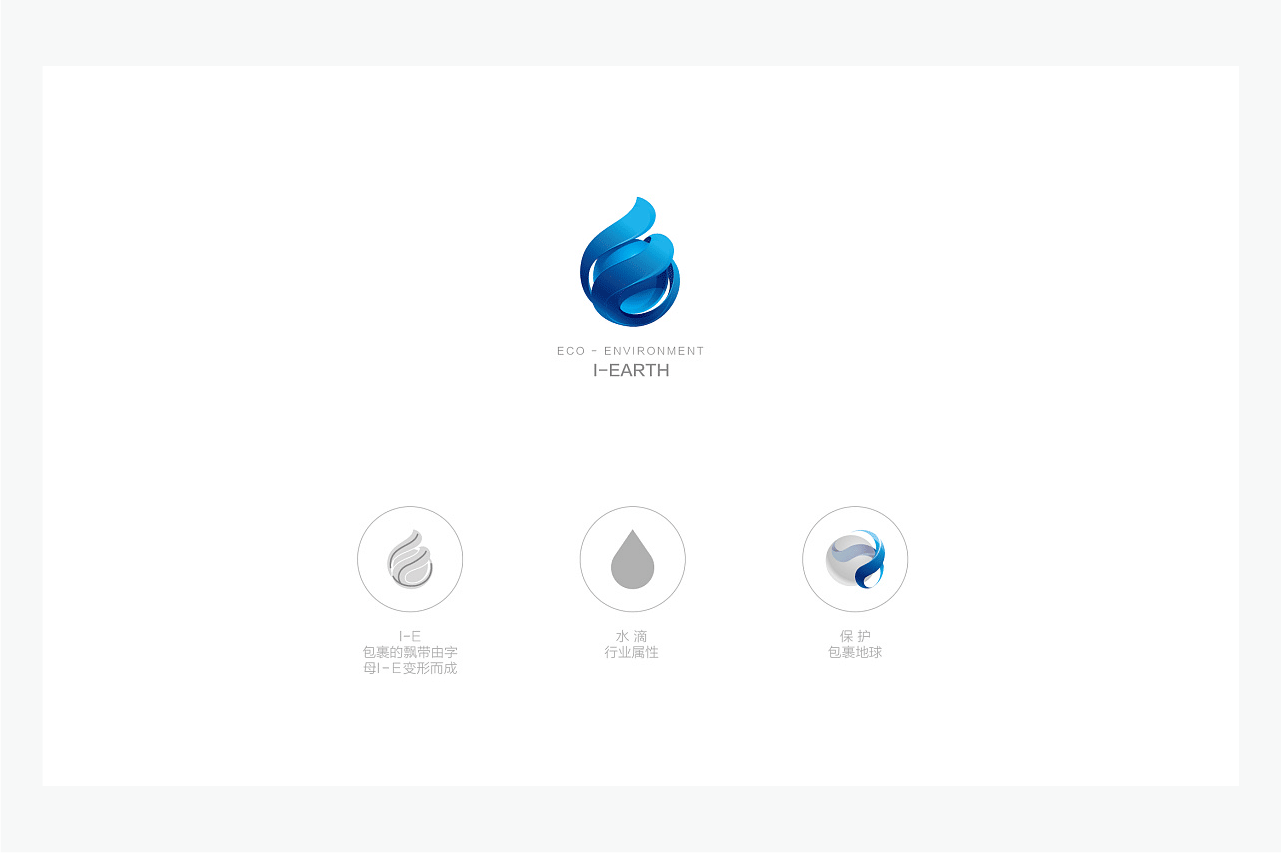 ECO - ENVIRONMENT
I-EARTH
I-E
包裹的飘带由字
母I-E变形而成
水 滴
行业属性
保 护
包裹地球